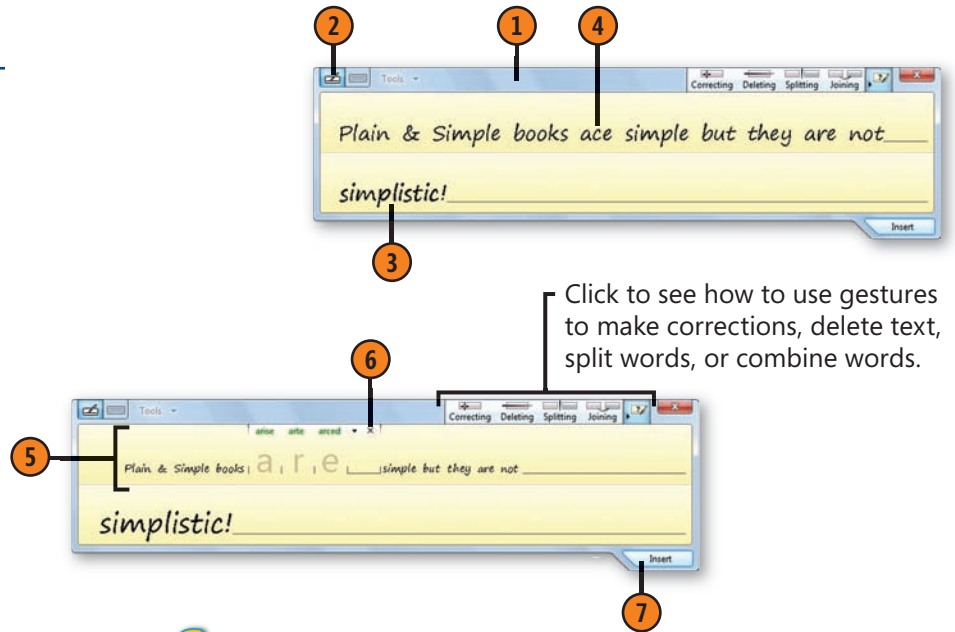 2 1 4
Tools
Correcting Deleting Splitting Joining
Plain & Simple books ace simple but they are not
simplistic!
Insert
3
Click to see how to use gestures
to make corrections, delete text,
split words, or combine words.
6
Tools
Correcting Deleting Splitting Joining
arise arte arced
5
Plain & Simple books a r e simple but they are not
simplistic!
Insert
7